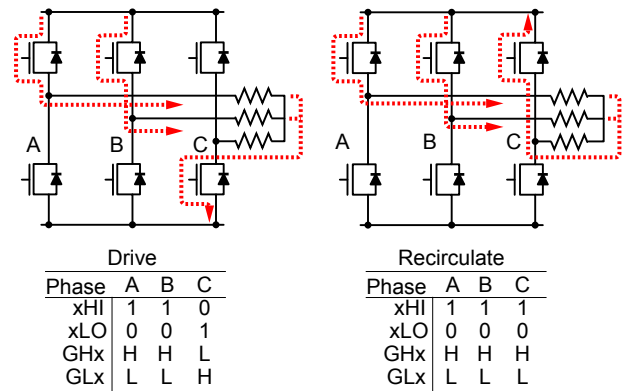 A B C
A B C
Drive
Phase A B C
xHI 1 1 0
xLO 0 0 1
GHx H H L
GLx L L H
Recirculate
Phase A B C
xHI 1 1 1
xLO 0 0 0
GHx H H H
GLx L L L